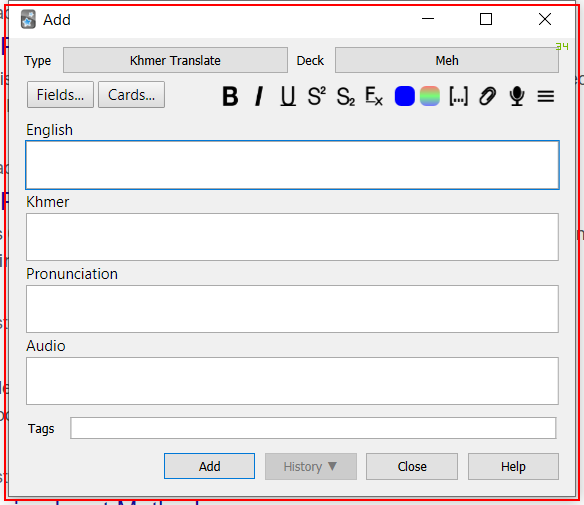 Add
Type Khmer Translate Deck Meh
Fields... Cards... B I U S² S₂ Ex [...]
English
Khmer
Pronunciation
Audio
Tags
Add History ▼ Close Help